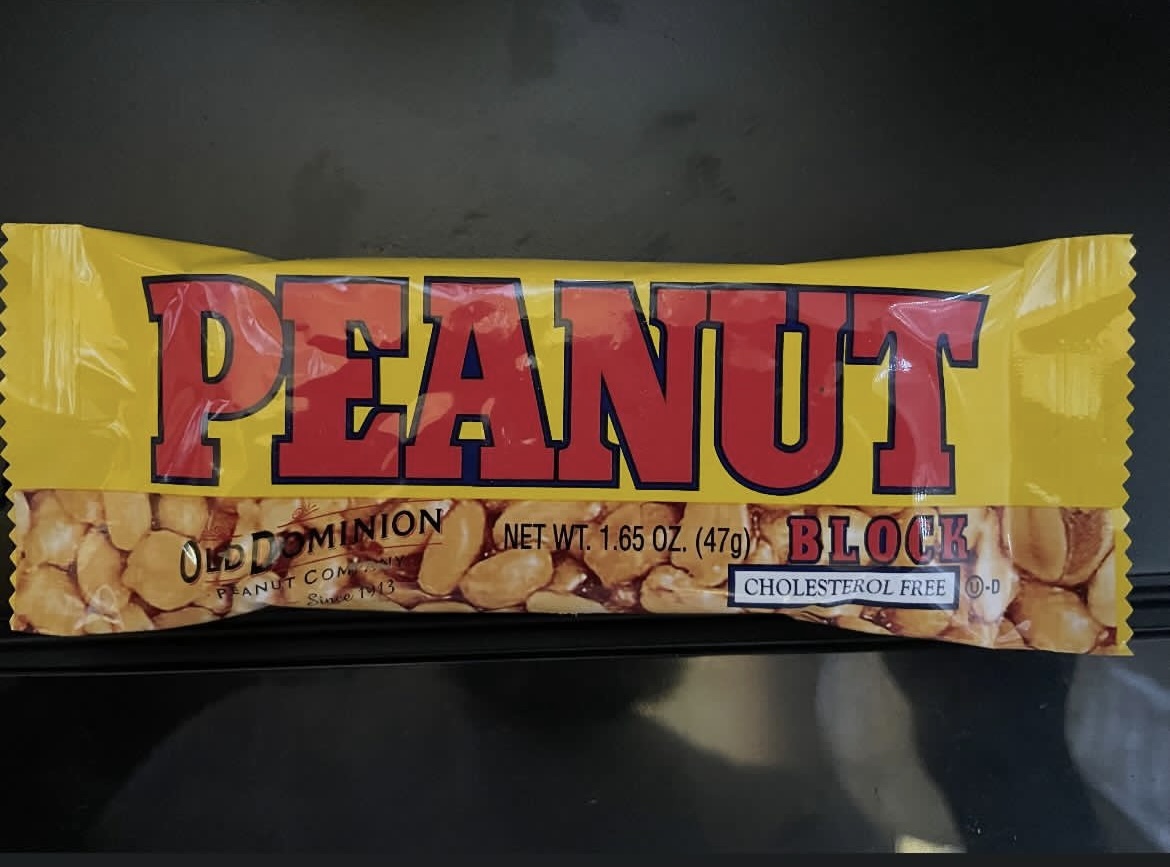 PEANUT
OLD DOMINION
PEANUT COMPANY
Since 1913
NET WT. 1.65 OZ. (47g)
BLOCK
CHOLESTEROL FREE
U-D